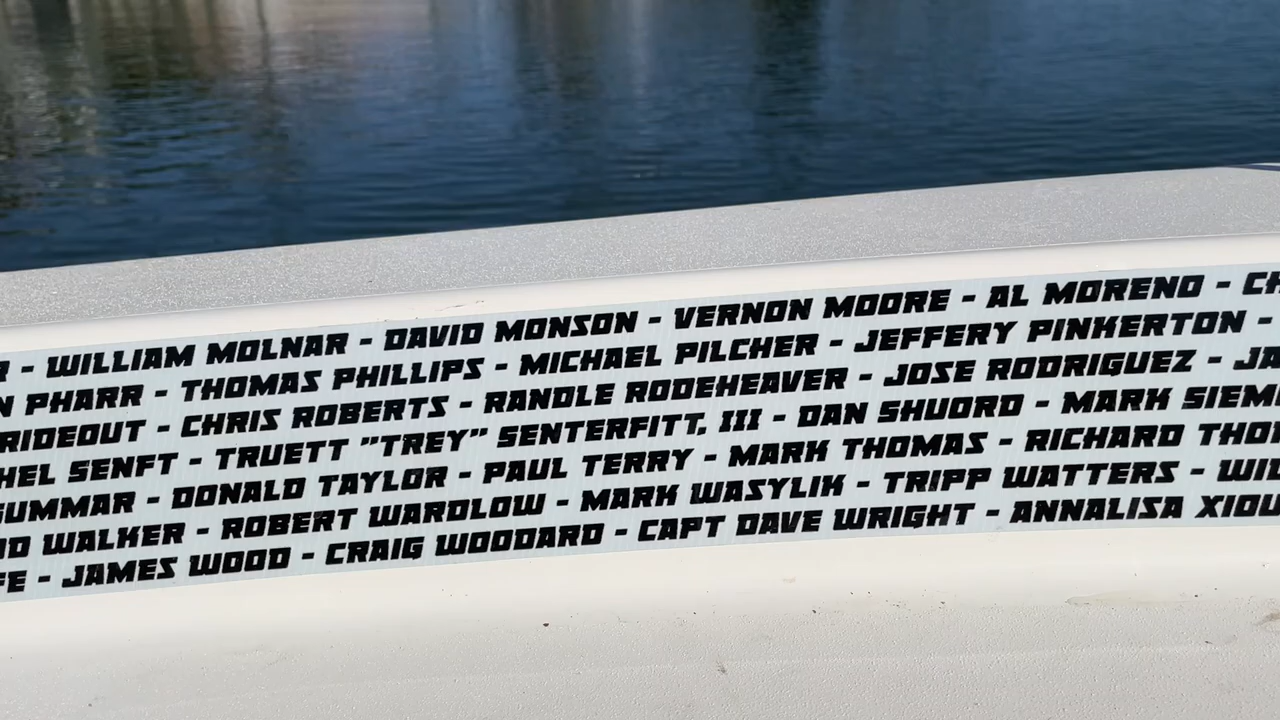 - WILLIAM MOLNAR - DAVID MONSON - VERNON MOORE - AL MORENO -
PHARR - THOMAS PHILLIPS - MICHAEL PILCHER - JEFFERY PINKERTON -
RIDEOUT - CHRIS ROBERTS - RANDLE RODEHEAVER - JOSE RODRIGUEZ -
SENFT - TRUETT "TREY" SENTERFITT, III - DAN SHUORD - MARK
- DONALD TAYLOR - PAUL TERRY - MARK THOMAS - RICHARD
WALKER - ROBERT WARDLOW - MARK WASYLIK - TRIPP WATTERS -
- JAMES WOOD - CRAIG WOODARD - CAPT DAVE WRIGHT - ANNALISA